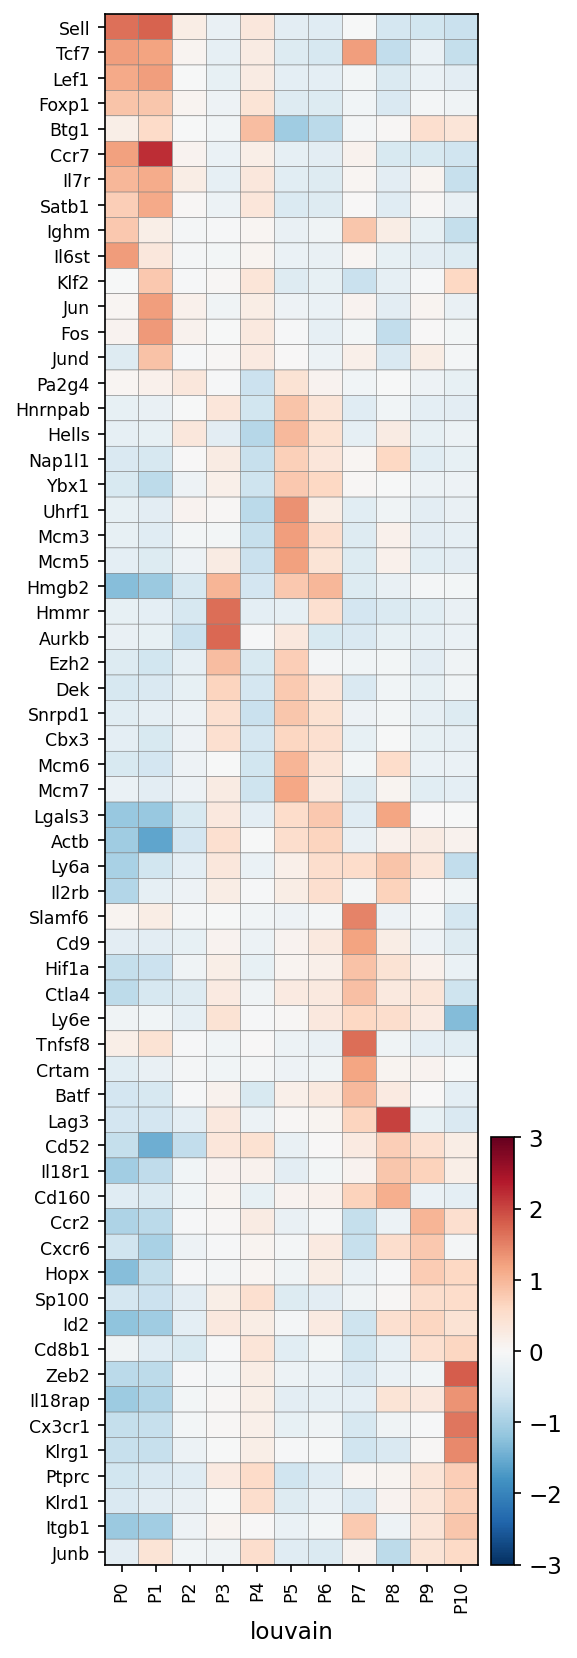 Sell
Tcf7
Lef1
Foxp1
Btg1
Ccr7
Il7r
Satb1
Ighm
Il6st
Klf2
Jun
Fos
Jund
Pa2g4
Hnrnpab
Hells
Nap1l1
Ybx1
Uhrf1
Mcm3
Mcm5
Hmgb2
Hmmr
Aurkb
Ezh2
Dek
Snrpd1
Cbx3
Mcm6
Mcm7
Lgals3
Actb
Ly6a
Il2rb
Slamf6
Cd9
Hif1a
Ctla4
Ly6e
Tnfsf8
Crtam
Batf
Lag3
Cd52
Il18r1
Cd160
Ccr2
Cxcr6
Hopx
Sp100
Id2
Cd8b1
Zeb2
Il18rap
Cx3cr1
Klrg1
Ptprc
Klrd1
Itgb1
Junb
P0 P1 P2 P3 P4 P5 P6 P7 P8 P9 P10
louvain
3
2
1
0
−1
−2
−3